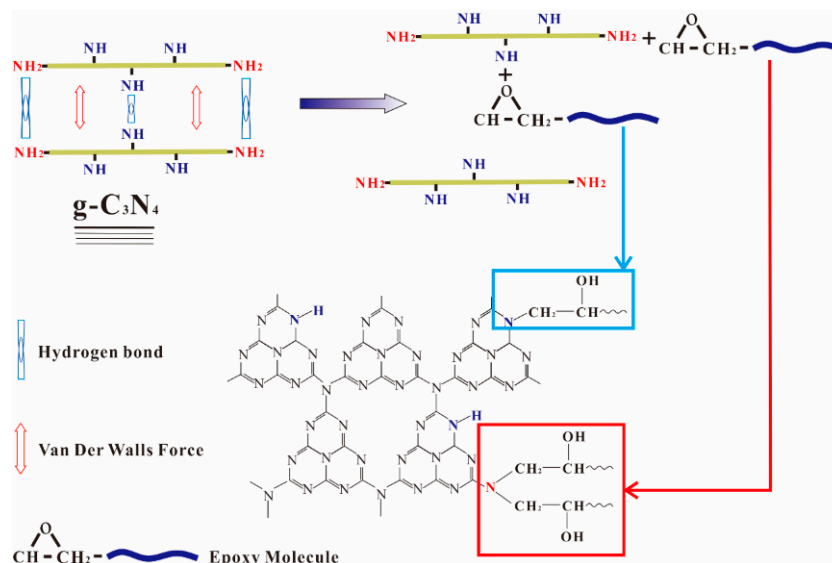 NH NH
NH2 NH2
NH
NH
NH2 NH2
NH NH
g-C3N4
NH NH
NH2 NH2
NH
+
O
CH-CH2
+
O
CH-CH2
NH
NH2 NH2
NH NH
OH
N CH2 CH
N H
N N N N N N N N
N N N N N N
N N N N N N
N N N N N N N N N
N N
N N N N H
N N N N
N N N N
N N N N N N
N N N
OH
CH2 CH
N
CH2 CH
OH
Hydrogen bond
Van Der Walls Force
O
CH-CH2
Epoxy Molecule